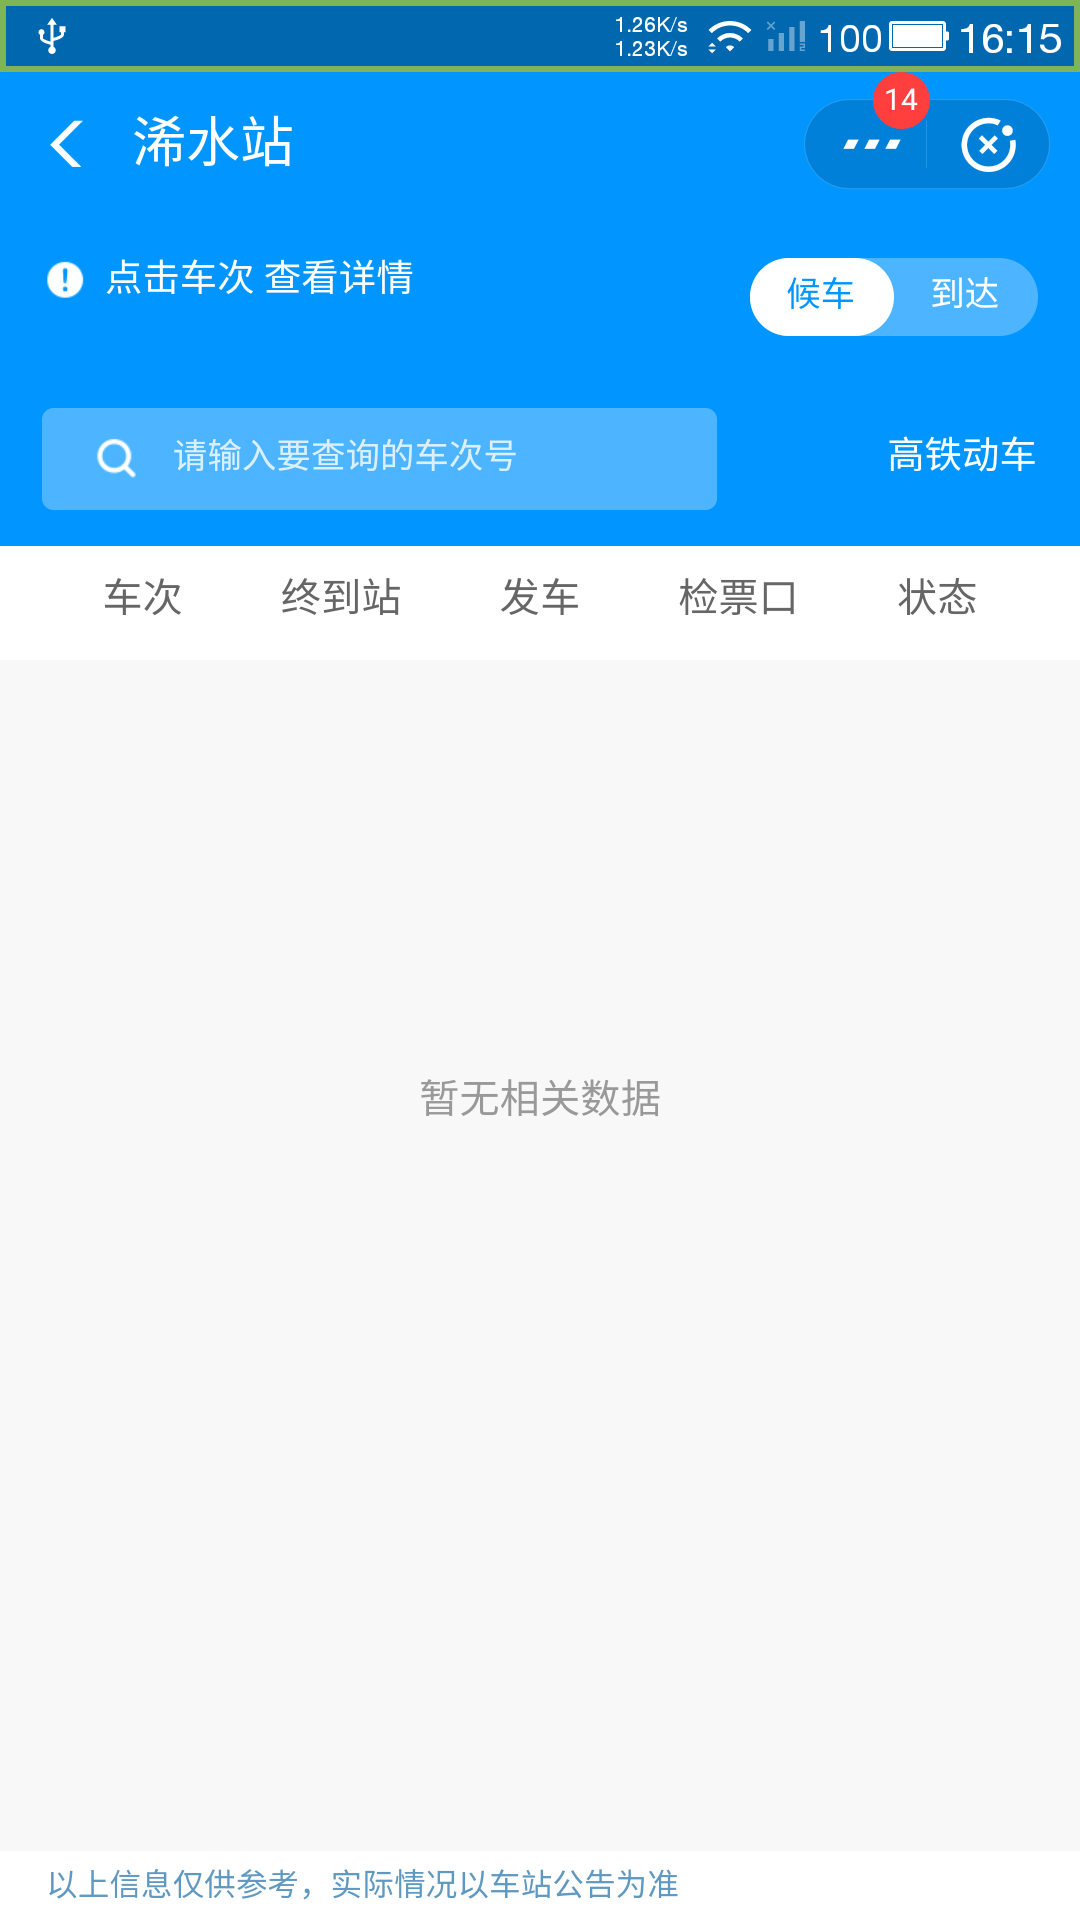 1.26K/s
1.23K/s
100
16:15
浠水站
14
点击车次 查看详情
候车
到达
请输入要查询的车次号
高铁动车
车次 终到站 发车 检票口 状态
暂无相关数据
以上信息仅供参考，实际情况以车站公告为准